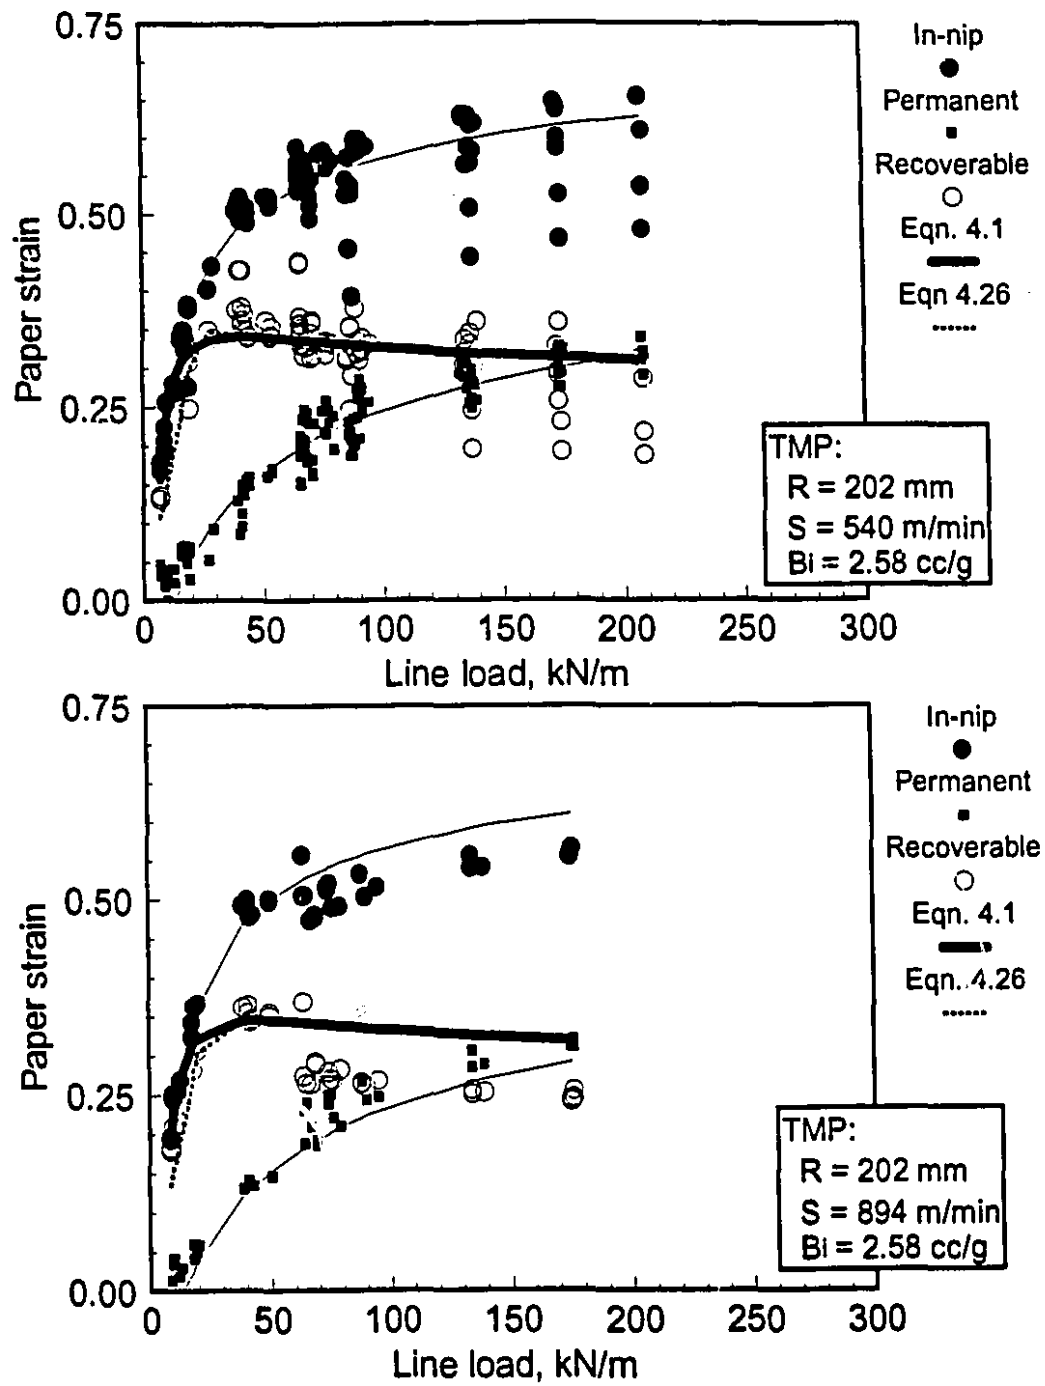 0.75
0.50
0.25
0.00
Paper strain
0 50 100 150 200 250 300
Line load, kN/m
In-nip
Permanent
Recoverable
Eqn. 4.1
Eqn 4.26
TMP:
R = 202 mm
S = 540 m/min
Bi = 2.58 cc/g
0.75
0.50
0.25
0.00
Paper strain
0 50 100 150 200 250 300
Line load, kN/m
In-nip
Permanent
Recoverable
Eqn. 4.1
Eqn. 4.26
TMP:
R = 202 mm
S = 894 m/min
Bi = 2.58 cc/g